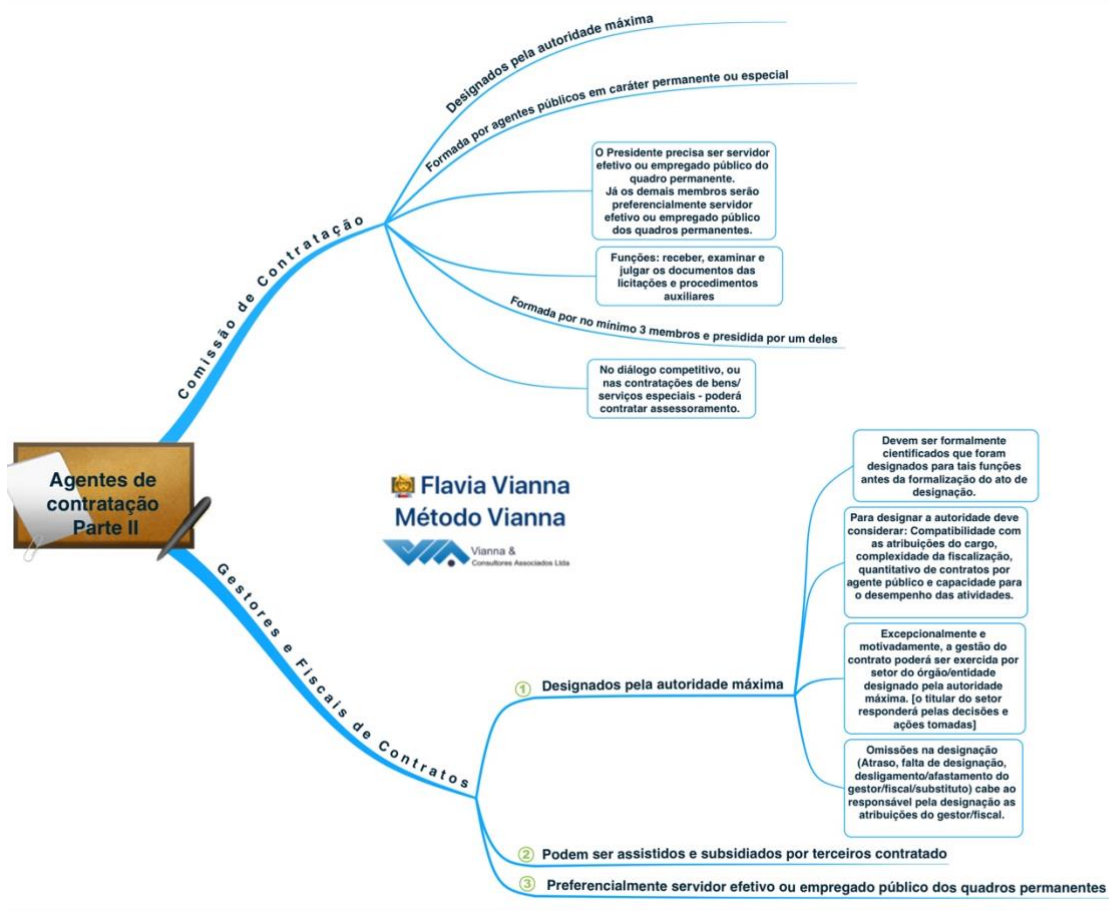 Agentes de
contratação
Parte II
Comissão de Contratação
Designados pela autoridade máxima
Formada por agentes públicos em caráter permanente ou especial
O Presidente precisa ser servidor
efetivo ou empregado público do
quadro permanente.
Já os demais membros serão
preferencialmente servidor
efetivo ou empregado público
dos quadros permanentes.
Funções: receber, examinar e
julgar os documentos das
licitações e procedimentos
auxiliares
Formada por no mínimo 3 membros e presidida por um deles
No diálogo competitivo, ou
nas contratações de bens/
serviços especiais - poderá
contratar assessoramento.
Flavia Vianna
Método Vianna
Vianna &
Consultores Associados Ltda
Gestores e Fiscais de Contratos
1 Designados pela autoridade máxima
Devem ser formalmente
cientificados que foram
designados para tais funções
antes da formalização do ato de
designação.
Para designar a autoridade deve
considerar: Compatibilidade com
as atribuições do cargo,
complexidade da fiscalização,
quantitativo de contratos por
agente público e capacidade para
o desempenho das atividades.
Excepcionalmente e
motivadamente, a gestão do
contrato poderá ser exercida por
setor do órgão/entidade
designado pela autoridade
máxima. [o titular do setor
responderá pelas decisões e
ações tomadas]
Omissões na designação
(Atraso, falta de designação,
desligamento/afastamento do
gestor/fiscal/substituto) cabe ao
responsável pela designação as
atribuições do gestor/fiscal.
2 Podem ser assistidos e subsidiados por terceiros contratado
3 Preferencialmente servidor efetivo ou empregado público dos quadros permanentes